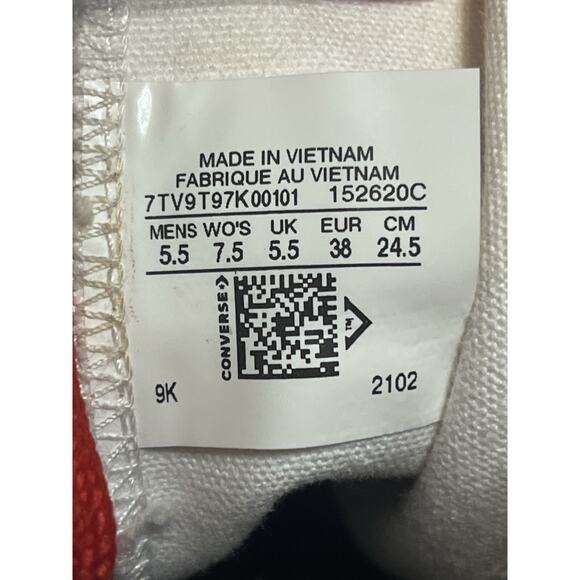 MADE IN VIETNAM
FABRIQUE AU VIETNAM
7TV9T97K00101 152620C
MENS WO'S UK EUR CM
5.5 7.5 5.5 38 24.5
CONVERSE
TM
9K 2102